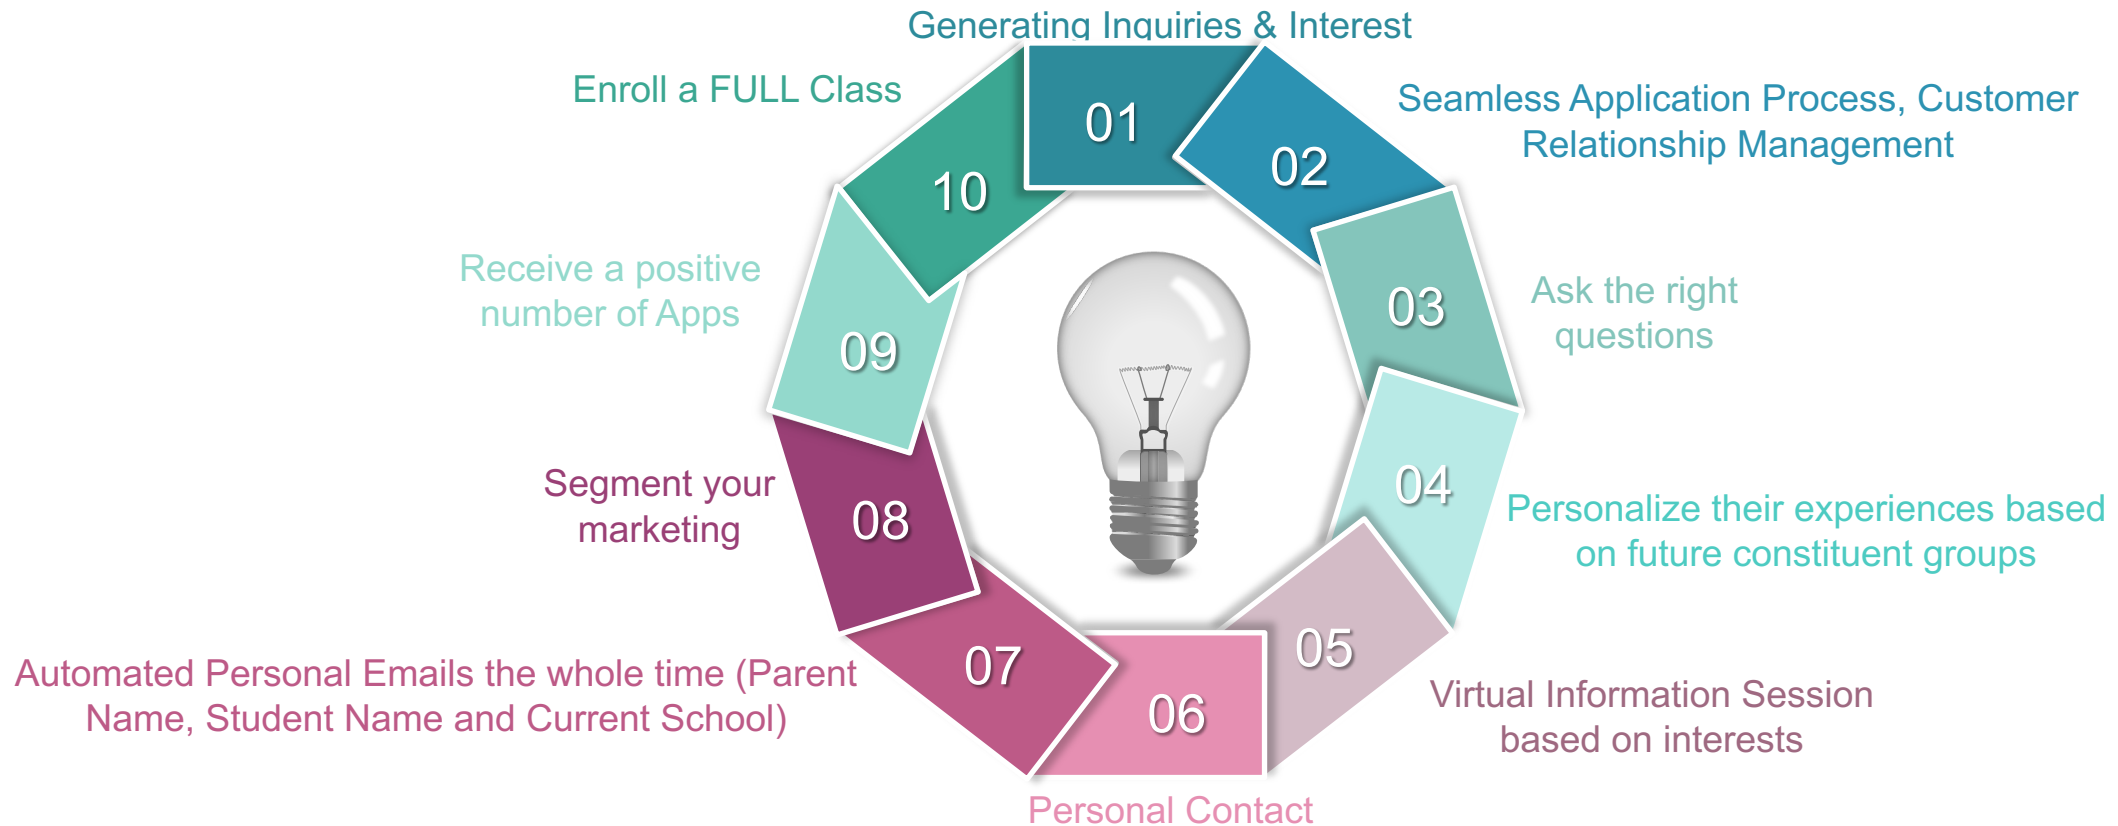 Generating Inquiries & Interest
01
Seamless Application Process, Customer
Relationship Management
02
Ask the right
questions
03
Personalize their experiences based
on future constituent groups
04
Virtual Information Session
based on interests
05
Personal Contact
06
Automated Personal Emails the whole time (Parent
Name, Student Name and Current School)
07
Segment your
marketing
08
Receive a positive
number of Apps
09
Enroll a FULL Class
10